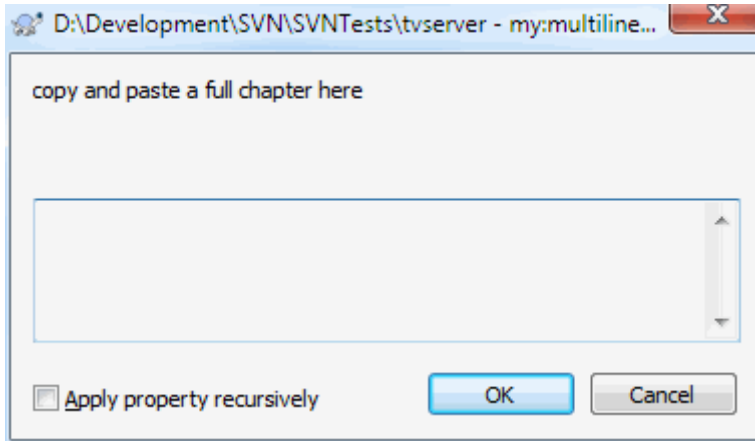 D:\Development\SVN\SVNTests\tvserver - my:multiline...
copy and paste a full chapter here
Apply property recursively
OK
Cancel